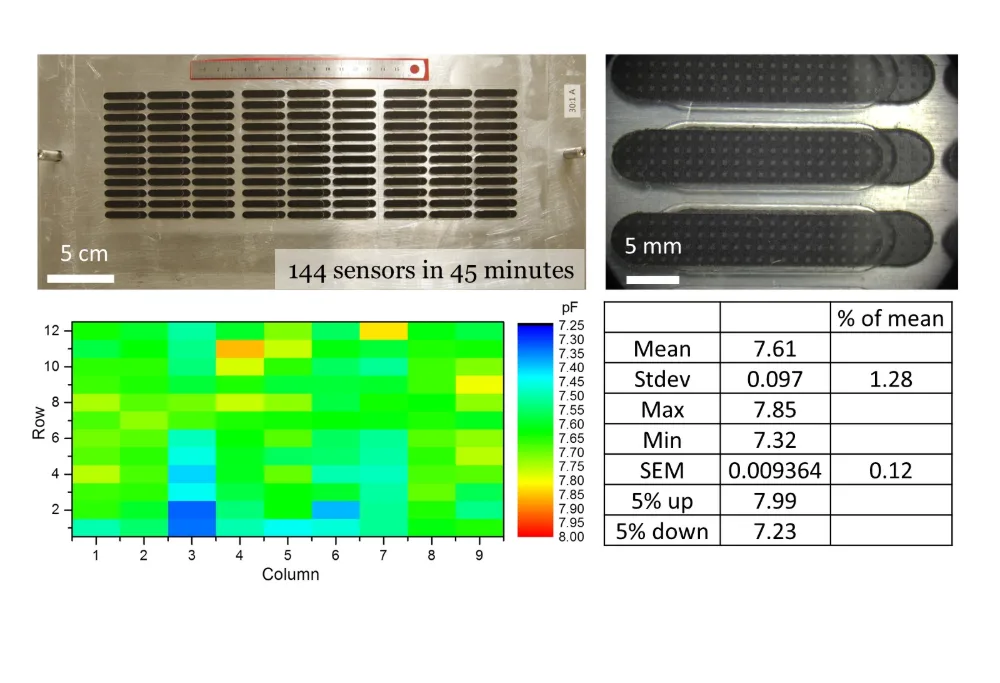 30.1 A
5 cm
144 sensors in 45 minutes
5 mm
pF
7.25
7.30
7.35
7.40
7.45
7.50
7.55
7.60
7.65
7.70
7.75
7.80
7.85
7.90
7.95
8.00
12
10
8
6
4
2
Row
1 2 3 4 5 6 7 8 9
Column
% of mean
Mean 7.61
Stdev 0.097 1.28
Max 7.85
Min 7.32
SEM 0.009364 0.12
5% up 7.99
5% down 7.23